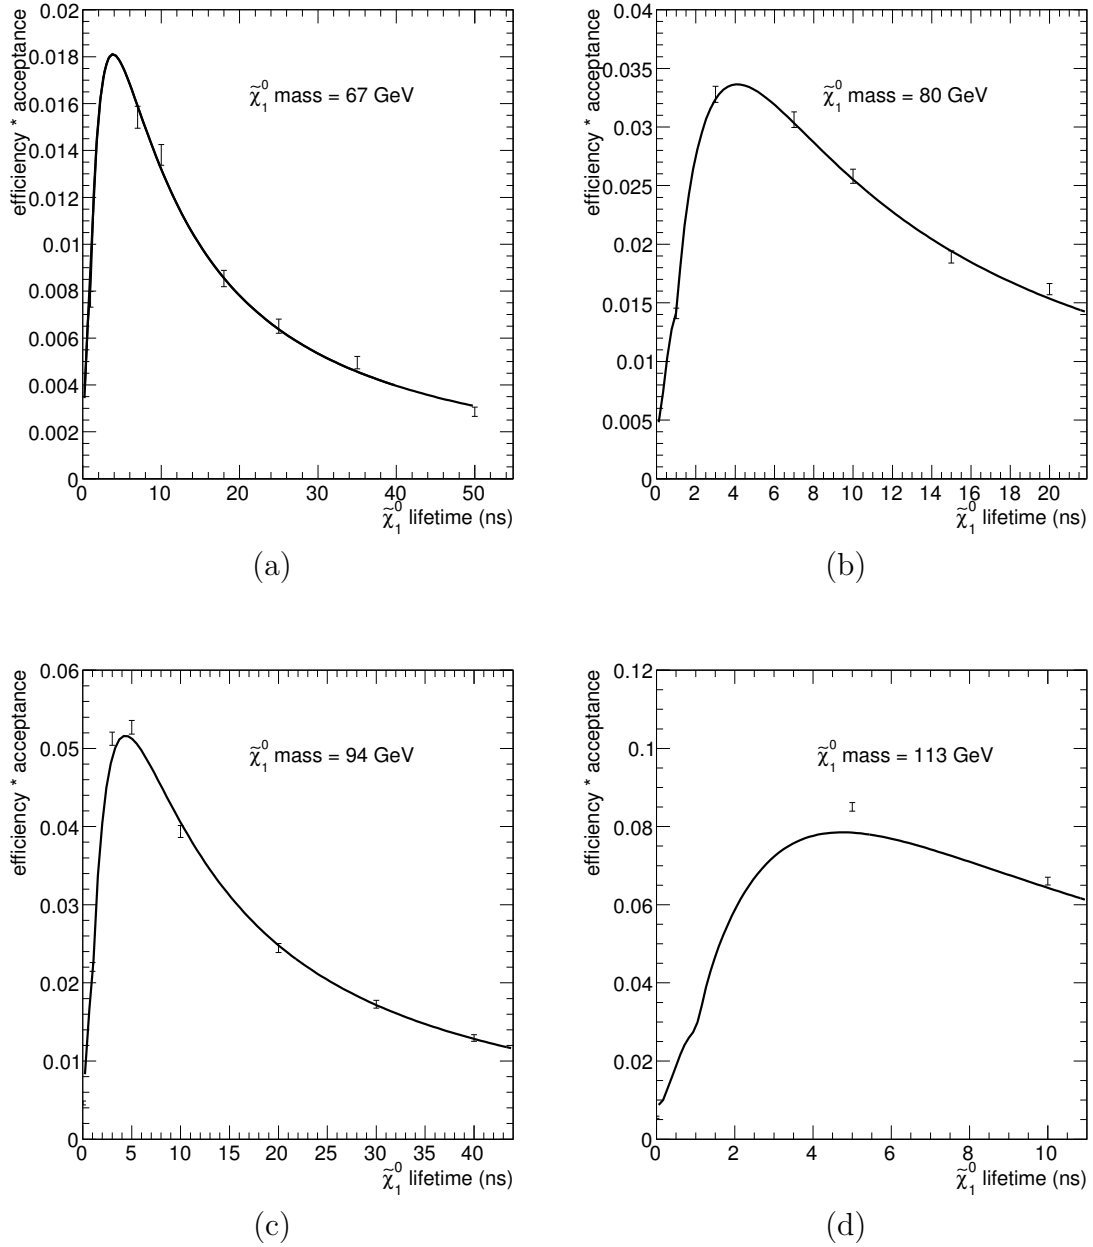 efficiency * acceptance
0.02
0.018
0.016
0.014
0.012
0.01
0.008
0.006
0.004
0.002
0
χ̃₁⁰ mass = 67 GeV
0 10 20 30 40 50
χ̃₁⁰ lifetime (ns)
(a)
efficiency * acceptance
0.04
0.035
0.03
0.025
0.02
0.015
0.01
0.005
0
χ̃₁⁰ mass = 80 GeV
0 2 4 6 8 10 12 14 16 18 20
χ̃₁⁰ lifetime (ns)
(b)
efficiency * acceptance
0.06
0.05
0.04
0.03
0.02
0.01
0
χ̃₁⁰ mass = 94 GeV
0 5 10 15 20 25 30 35 40
χ̃₁⁰ lifetime (ns)
(c)
efficiency * acceptance
0.12
0.1
0.08
0.06
0.04
0.02
0
χ̃₁⁰ mass = 113 GeV
0 2 4 6 8 10
χ̃₁⁰ lifetime (ns)
(d)